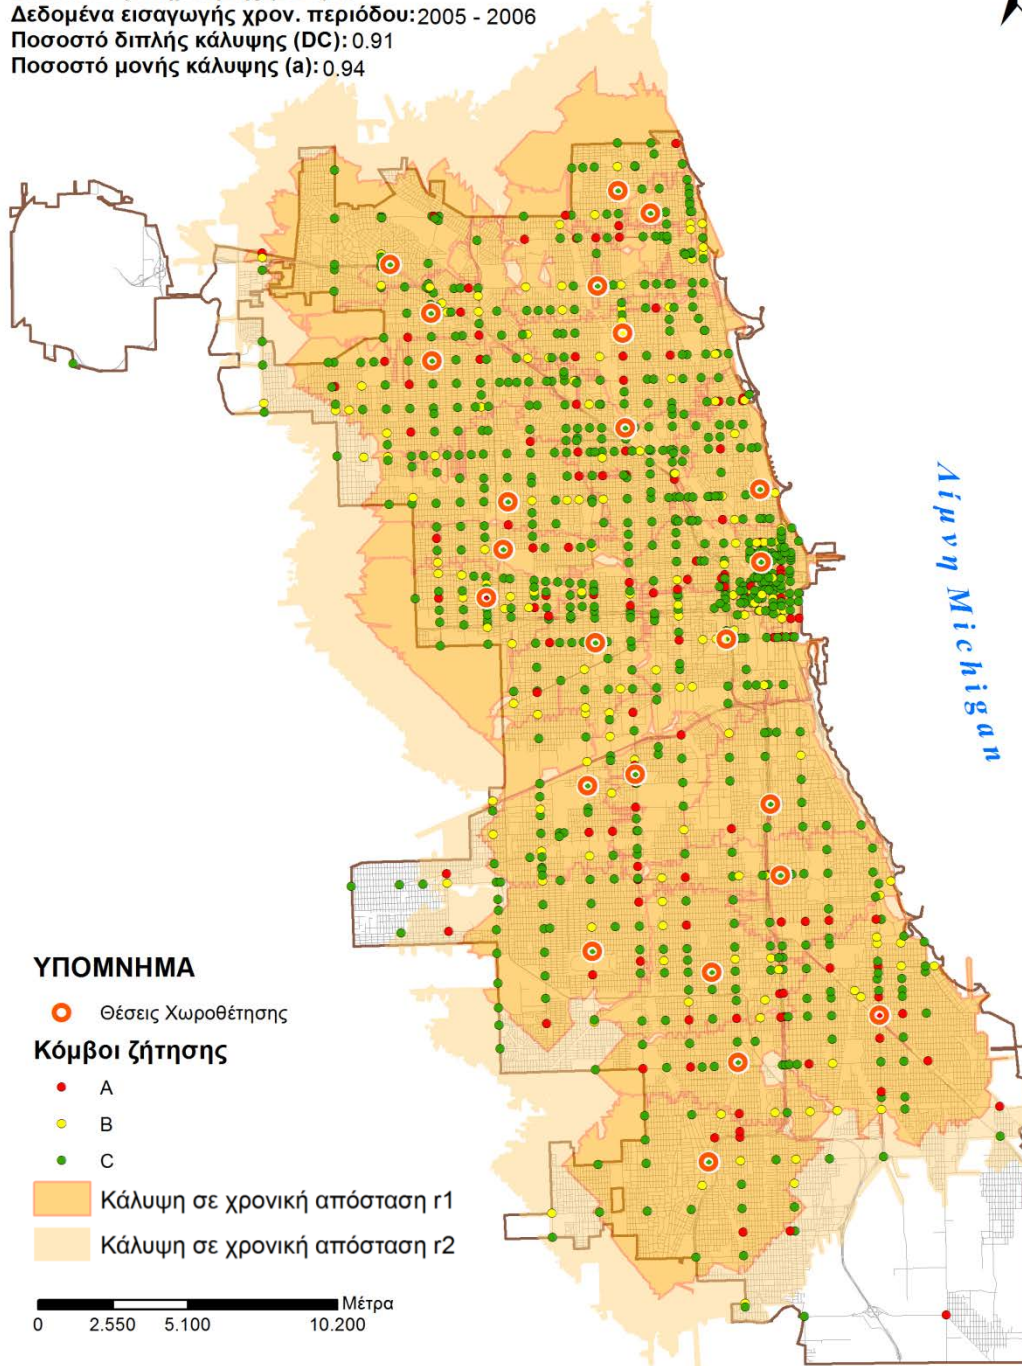 Δεδομένα εισαγωγής χρον. περιόδου: 2005 - 2006
Ποσοστό διπλής κάλυψης (DC): 0.91
Ποσοστό μονής κάλυψης (a): 0.94
Λίμνη Michigan
ΥΠΟΜΝΗΜΑ
Θέσεις Χωροθέτησης
Κόμβοι ζήτησης
A
B
C
Κάλυψη σε χρονική απόσταση r1
Κάλυψη σε χρονική απόσταση r2
Μέτρα
0 2.550 5.100 10.200